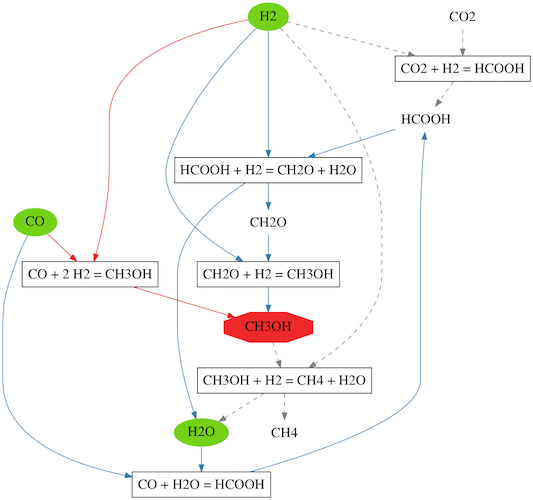 H2
CO2
CO2 + H2 = HCOOH
HCOOH
HCOOH + H2 = CH2O + H2O
CO
CH2O
CO + 2 H2 = CH3OH
CH2O + H2 = CH3OH
CH3OH
CH3OH + H2 = CH4 + H2O
H2O
CH4
CO + H2O = HCOOH